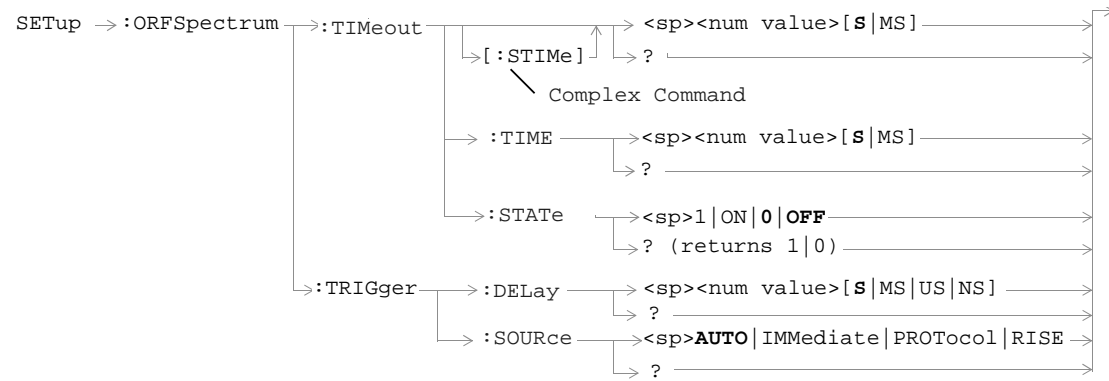 SETup :ORFSpectrum :TIMeout <sp><num value>[S|MS]
[:STIMe] ?
Complex Command
:TIME <sp><num value>[S|MS]
?
:STATe <sp>1|ON|0|OFF
? (returns 1|0)
:TRIGger :DELay <sp><num value>[S|MS|US|NS]
?
:SOURce <sp>AUTO|IMMediate|PROTocol|RISE
?